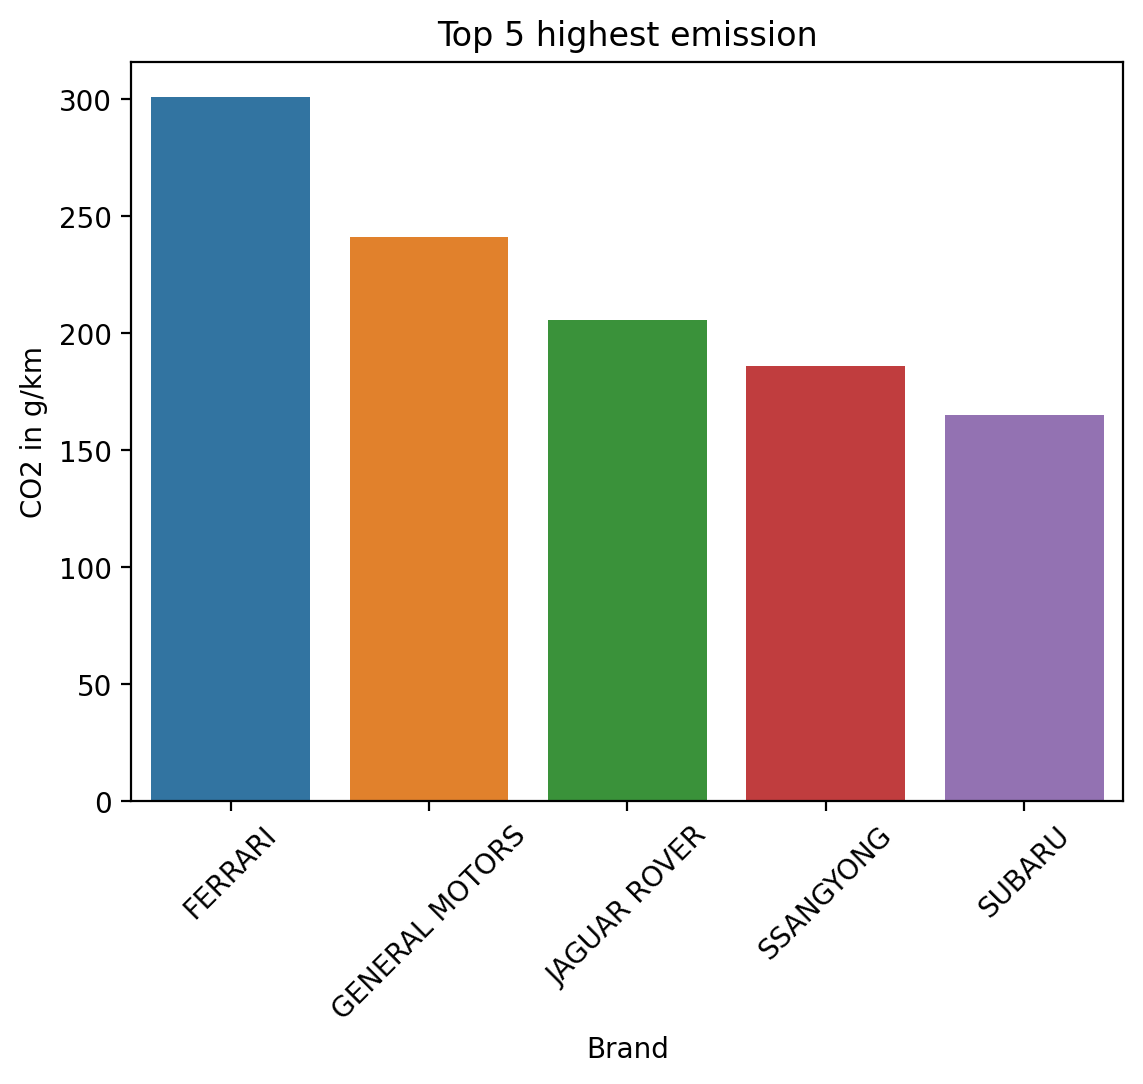 Top 5 highest emission
CO2 in g/km
300
250
200
150
100
50
0
FERRARI
GENERAL MOTORS
JAGUAR ROVER
SSANGYONG
SUBARU
Brand